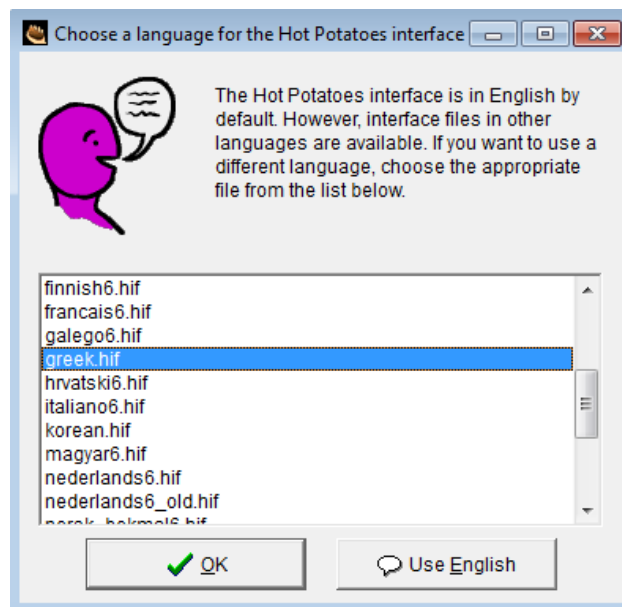 Choose a language for the Hot Potatoes interface
The Hot Potatoes interface is in English by
default. However, interface files in other
languages are available. If you want to use a
different language, choose the appropriate
file from the list below.
finnish6.hif
francais6.hif
galego6.hif
greek.hif
hrvatski6.hif
italiano6.hif
korean.hif
magyar6.hif
nederlands6.hif
nederlands6_old.hif
OK
Use English